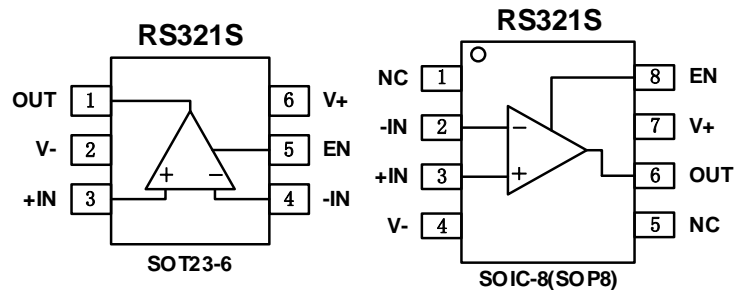 RS321S
OUT 1 6 V+
V- 2 5 EN
+IN 3 + − 4 -IN
SOT23-6
RS321S
NC 1 8 EN
-IN 2 − 7 V+
+IN 3 + 6 OUT
V- 4 5 NC
SOIC-8(SOP8)